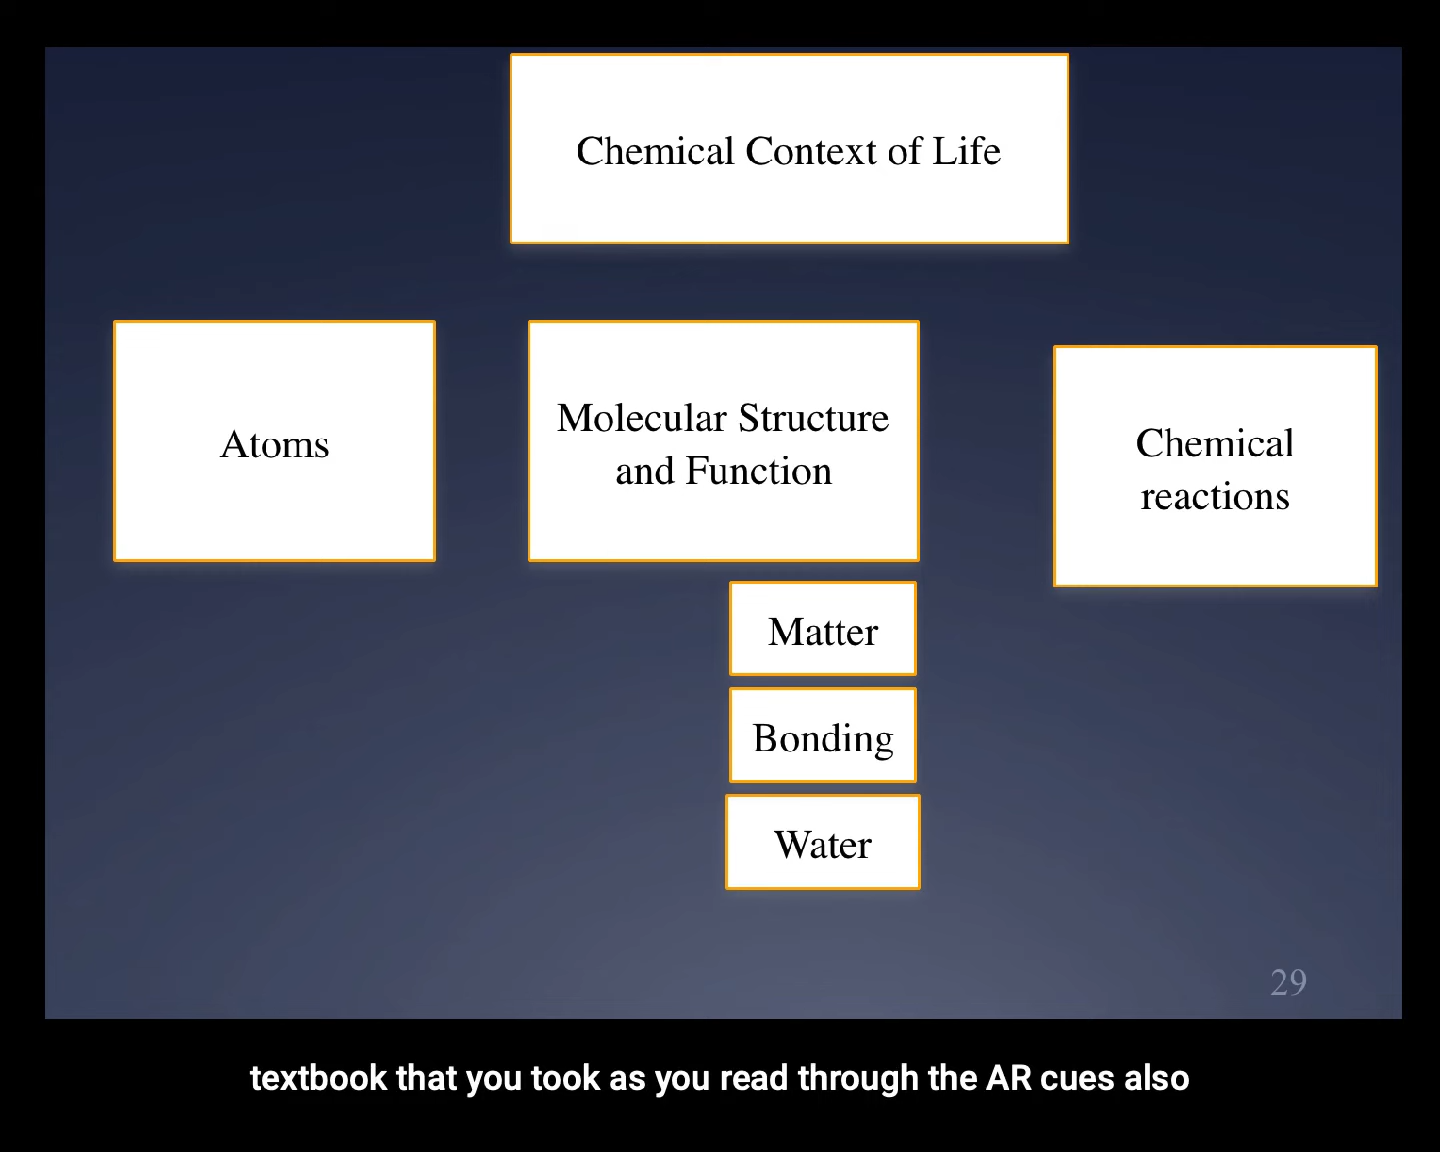 Chemical Context of Life
Atoms
Molecular Structure
and Function
Chemical
reactions
Matter
Bonding
Water
29
textbook that you took as you read through the AR cues also